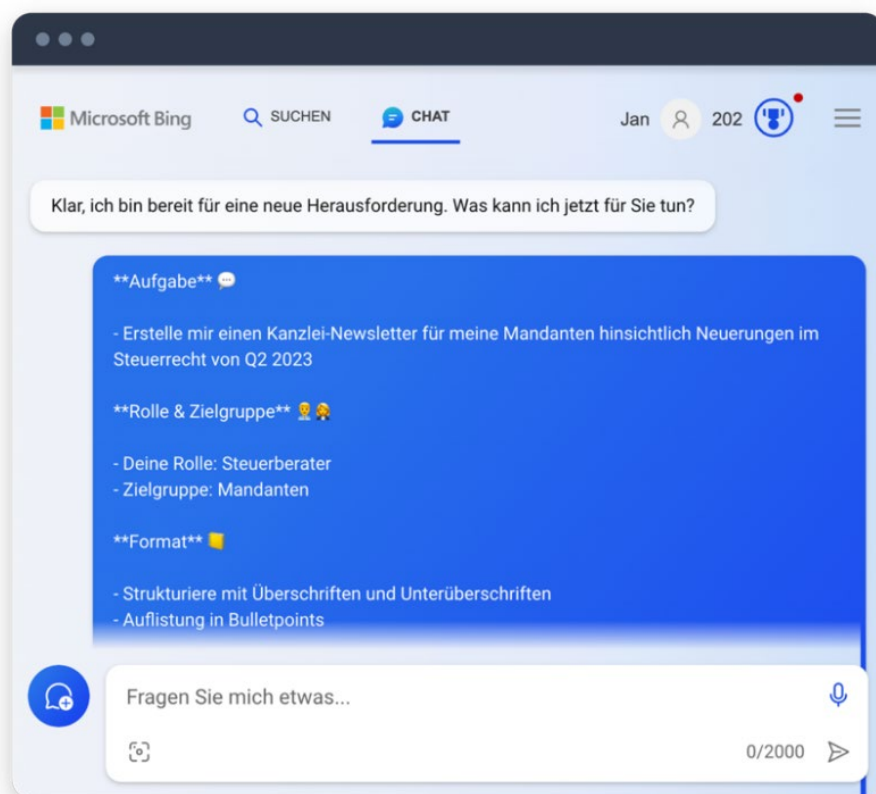 Microsoft Bing
SUCHEN
CHAT
Jan
202
Klar, ich bin bereit für eine neue Herausforderung. Was kann ich jetzt für Sie tun?
**Aufgabe** 💬
- Erstelle mir einen Kanzlei-Newsletter für meine Mandanten hinsichtlich Neuerungen im
Steuerrecht von Q2 2023
**Rolle & Zielgruppe** 👨‍💼👩‍💼
- Deine Rolle: Steuerberater
- Zielgruppe: Mandanten
**Format** 📒
- Strukturiere mit Überschriften und Unterüberschriften
- Auflistung in Bulletpoints
Fragen Sie mich etwas...
0/2000